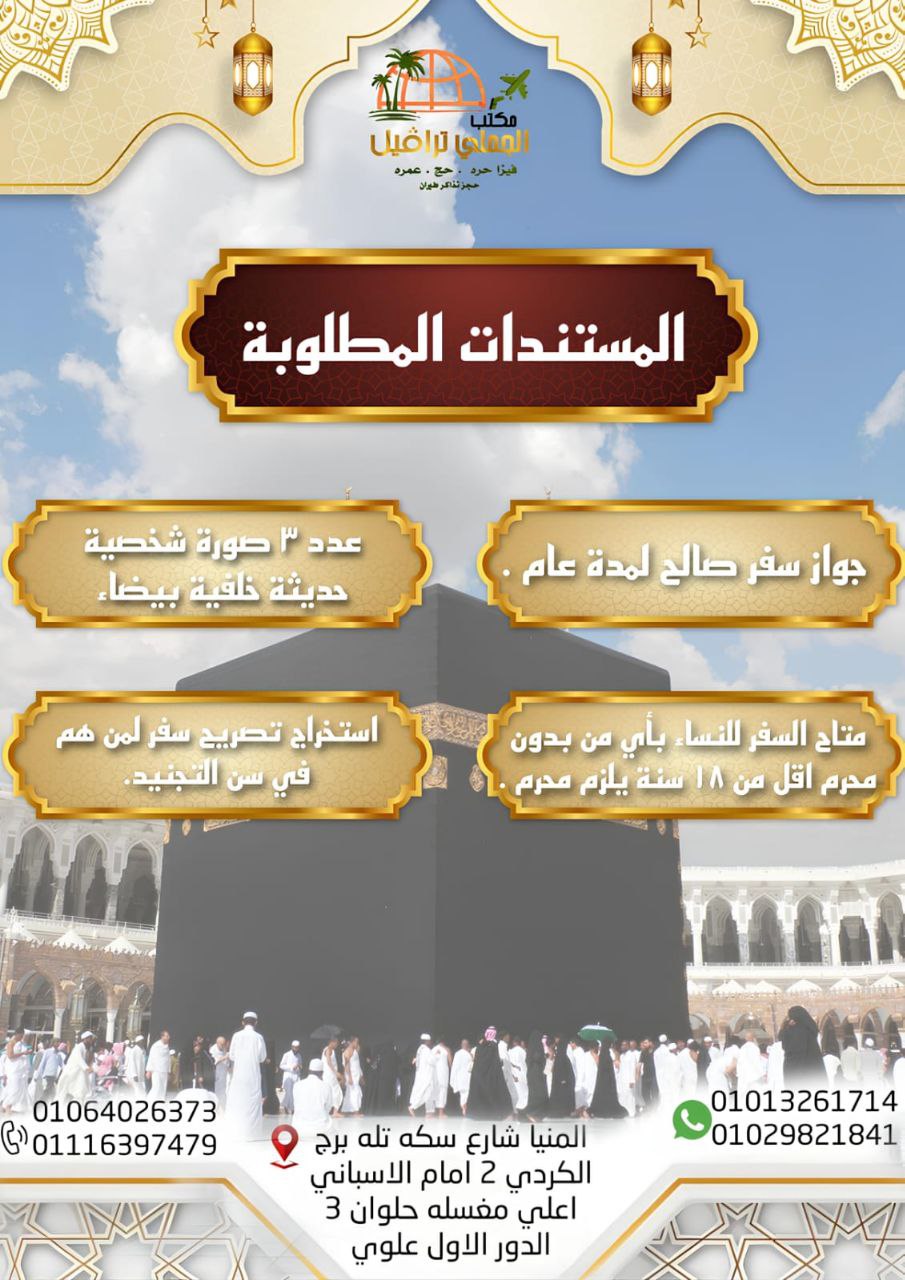 مكتب
الجملي ترافيل
فيزا حره . حج . عمره
حجز تذاكر طيران
المستندات المطلوبة
جواز سفر صالح لمدة عام .
عدد ٣ صورة شخصية
حديثة خلفية بيضاء
متاح السفر للنساء بأي من بدون
محرم اقل من ١٨ سنة يلزم محرم .
استخراج تصريح سفر لمن هم
في سن التجنيد.
01013261714
01029821841
المنيا شارع سكه تله برج
الكردي 2 امام الاسباني
اعلي مغسله حلوان 3
الدور الاول علوي
01064026373
01116397479